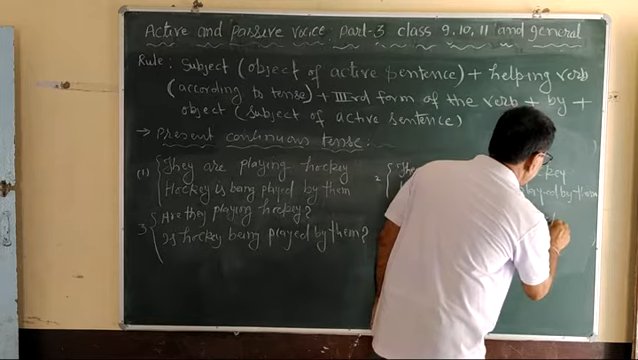 Active and passive voice part-3 class 9,10,11 and general
Rule: Subject (object of active sentence) + helping verb
(according to tense) + IIIrd form of the verb + by +
object (subject of active sentence)
→ Present continuous tense:
(1) They are playing hockey
Hockey is bang played by them
2
played by them
3 Are they playing hockey?
Is hockey being played by them?